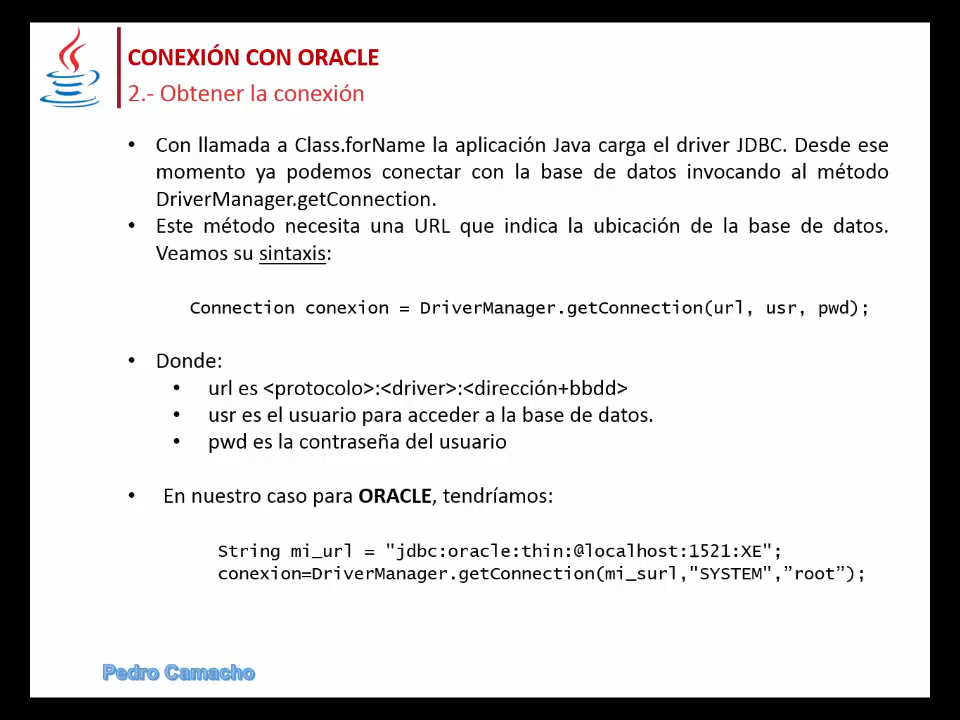 CONEXIÓN CON ORACLE
2.- Obtener la conexión
• Con llamada a Class.forName la aplicación Java carga el driver JDBC. Desde ese
momento ya podemos conectar con la base de datos invocando al método
DriverManager.getConnection.
• Este método necesita una URL que indica la ubicación de la base de datos.
Veamos su sintaxis:
Connection conexion = DriverManager.getConnection(url, usr, pwd);
• Donde:
• url es <protocolo>:<driver>:<dirección+bbdd>
• usr es el usuario para acceder a la base de datos.
• pwd es la contraseña del usuario
• En nuestro caso para ORACLE, tendríamos:
String mi_url = "jdbc:oracle:thin:@localhost:1521:XE";
conexion=DriverManager.getConnection(mi_surl,"SYSTEM",”root”);
Pedro Camacho